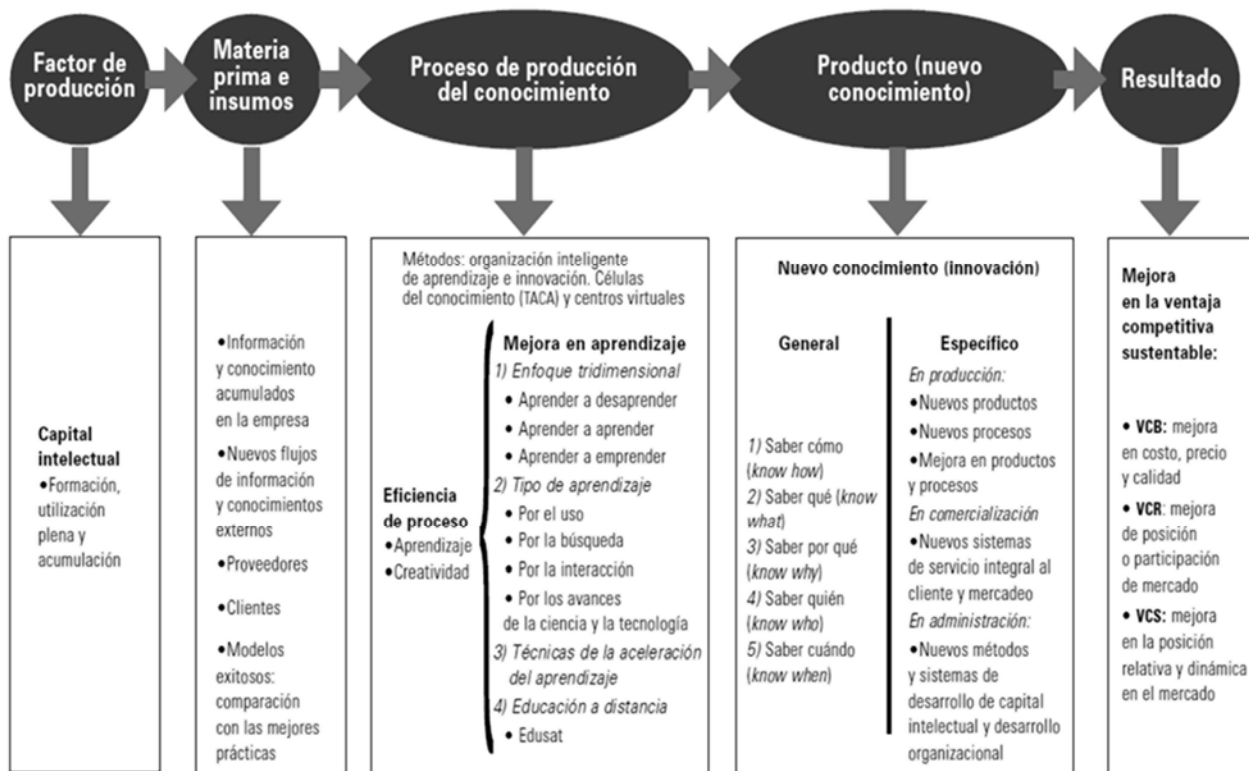 Factor de
producción
Materia
prima e
insumos
Proceso de producción
del conocimiento
Producto (nuevo
conocimiento)
Resultado
Capital
intelectual
•Formación,
utilización
plena y
acumulación
•Información
y conocimiento
acumulados
en la empresa
•Nuevos flujos
de información
y conocimientos
externos
•Proveedores
•Clientes
•Modelos
exitosos:
comparación
con las mejores
prácticas
Métodos: organización inteligente
de aprendizaje e innovación. Células
del conocimiento (TACA) y centros virtuales
Eficiencia
de proceso
•Aprendizaje
•Creatividad
Mejora en aprendizaje
1) Enfoque tridimensional
• Aprender a desaprender
Aprender a aprender
Aprender a emprender
2) Tipo de aprendizaje
• Por el uso
• Por la búsqueda
• Por la interacción
• Por los avances
de la ciencia y la tecnología
3) Técnicas de la aceleración
del aprendizaje
4) Educación a distancia
• Edusat
Nuevo conocimiento (innovación)
General
1) Saber cómo
(know how)
2) Saber qué (know
what)
3) Saber por qué
(know why)
4) Saber quién
(know who)
5) Saber cuándo
(know when)
Específico
En producción:
•Nuevos productos
•Nuevos procesos
•Mejora en productos
y procesos
En comercialización
•Nuevos sistemas
de servicio integral al
cliente y mercadeo
En administración:
•Nuevos métodos
y sistemas de
desarrollo de capital
intelectual y desarrollo
organizacional
Mejora
en la ventaja
competitiva
sustentable:
• VCB: mejora
en costo, precio
y calidad
• VCR: mejora
de posición
o participación
de mercado
• VCS: mejora
en la posición
relativa y dinámica
en el mercado